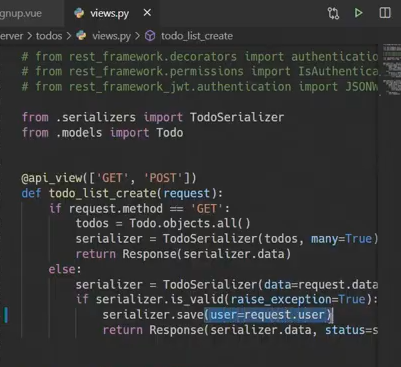 gnup.vue views.py
erver > todos > views.py > todo_list_create
# from rest_framework.decorators import authentication
# from rest_framework.permissions import IsAuthentica
# from rest_framework_jwt.authentication import JSONW
from .serializers import TodoSerializer
from .models import Todo
@api_view(['GET', 'POST'])
def todo_list_create(request):
if request.method == 'GET':
todos = Todo.objects.all()
serializer = TodoSerializer(todos, many=True)
return Response(serializer.data)
else:
serializer = TodoSerializer(data=request.data
if serializer.is_valid(raise_exception=True):
serializer.save(user=request.user)
return Response(serializer.data, status=s